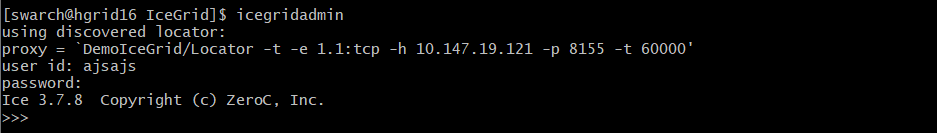 [swarch@hgrid16 IceGrid]$ icegridadmin
using discovered locator:
proxy = `DemoIceGrid/Locator -t -e 1.1:tcp -h 10.147.19.121 -p 8155 -t 60000'
user id: ajsajs
password:
Ice 3.7.8  Copyright (c) ZeroC, Inc.
>>>